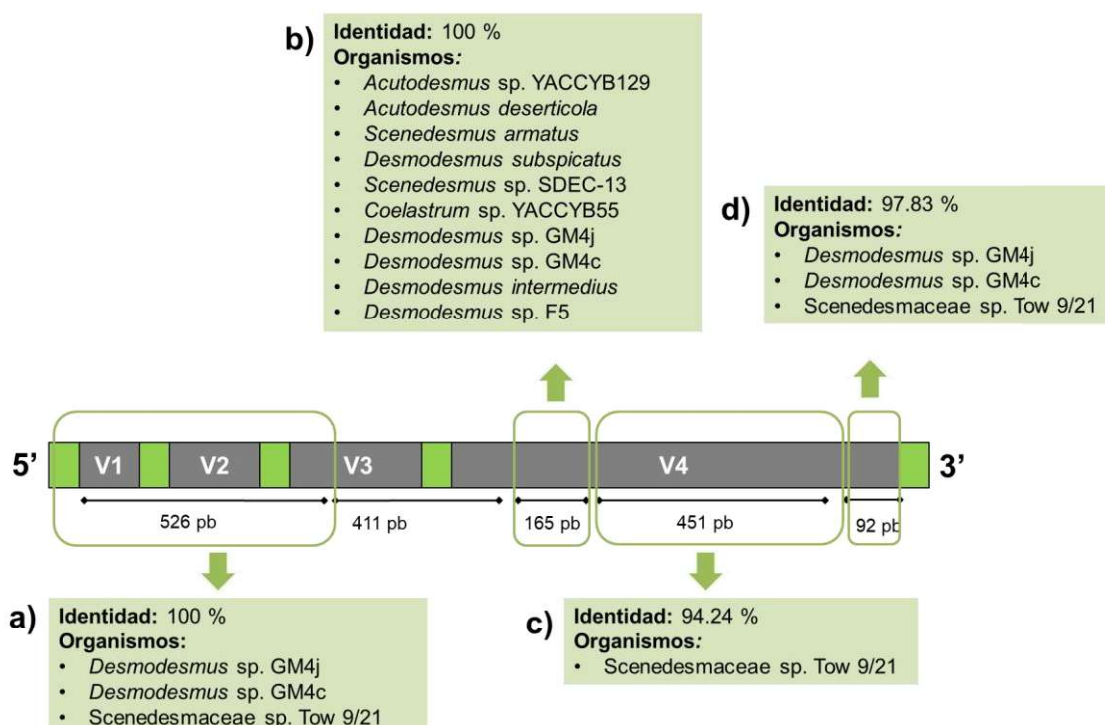 b)
Identidad: 100 %
Organismos:
• Acutodesmus sp. YACCYB129
• Acutodesmus deserticola
• Scenedesmus armatus
• Desmodesmus subspicatus
• Scenedesmus sp. SDEC-13
• Coelastrum sp. YACCYB55
• Desmodesmus sp. GM4j
• Desmodesmus sp. GM4c
• Desmodesmus intermedius
• Desmodesmus sp. F5
d)
Identidad: 97.83 %
Organismos:
• Desmodesmus sp. GM4j
• Desmodesmus sp. GM4c
• Scenedesmaceae sp. Tow 9/21
5’ V1 V2 V3 V4 3’
526 pb 411 pb 165 pb 451 pb 92 pb
a)
Identidad: 100 %
Organismos:
• Desmodesmus sp. GM4j
• Desmodesmus sp. GM4c
• Scenedesmaceae sp. Tow 9/21
c)
Identidad: 94.24 %
Organismos:
• Scenedesmaceae sp. Tow 9/21